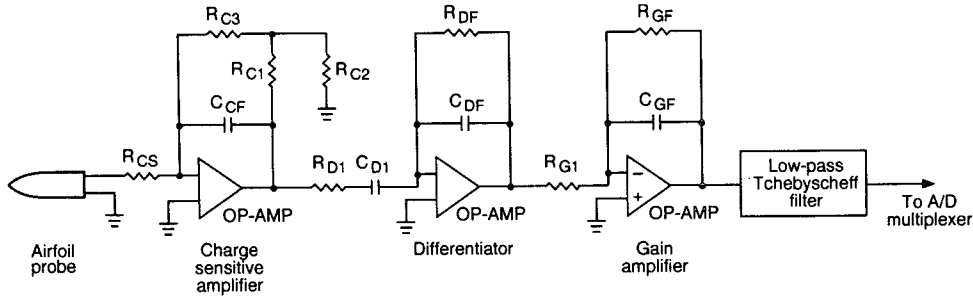 R_C3
R_C1
R_C2
C_CF
R_CS
OP-AMP
R_DF
C_DF
R_D1
C_D1
OP-AMP
R_GF
C_GF
R_G1
−
+
OP-AMP
Low-pass
Tchebyscheff
filter
To A/D
multiplexer
Airfoil
probe
Charge
sensitive
amplifier
Differentiator
Gain
amplifier